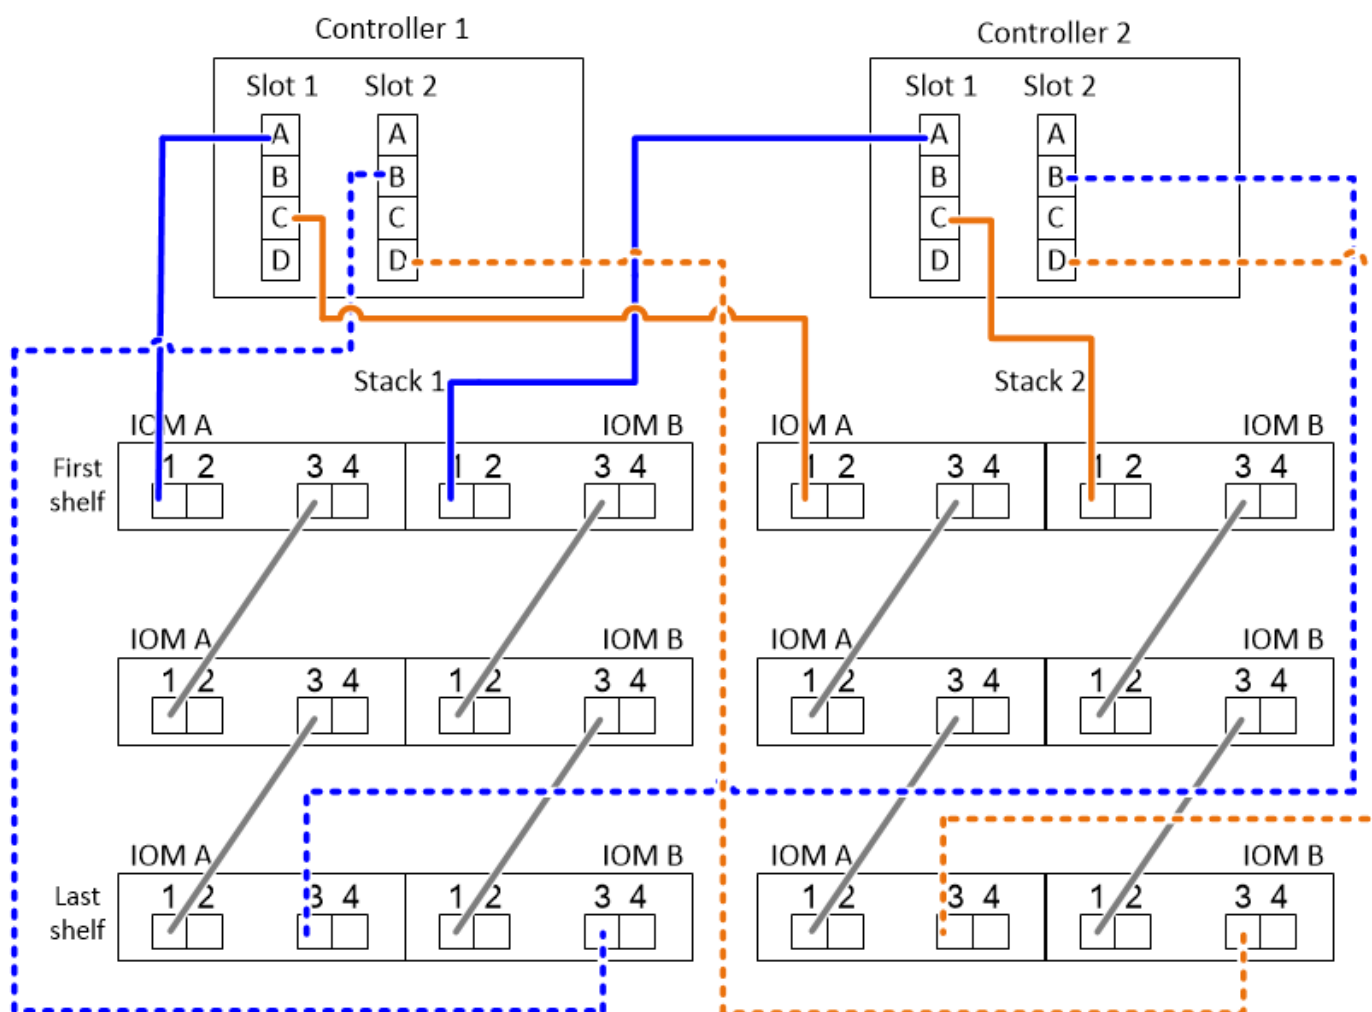 Controller 1
Controller 2
Slot 1 Slot 2
Slot 1 Slot 2
A A
B B
C C
D D
A A
B B
C C
D D
Stack 1
Stack 2
IOM A IOM B
IOM A IOM B
First
shelf
1 2 3 4 1 2 3 4
1 2 3 4 1 2 3 4
IOM A IOM B
IOM A IOM B
1 2 3 4 1 2 3 4
1 2 3 4 1 2 3 4
IOM A IOM B
IOM A IOM B
Last
shelf
1 2 3 4 1 2 3 4
1 2 3 4 1 2 3 4